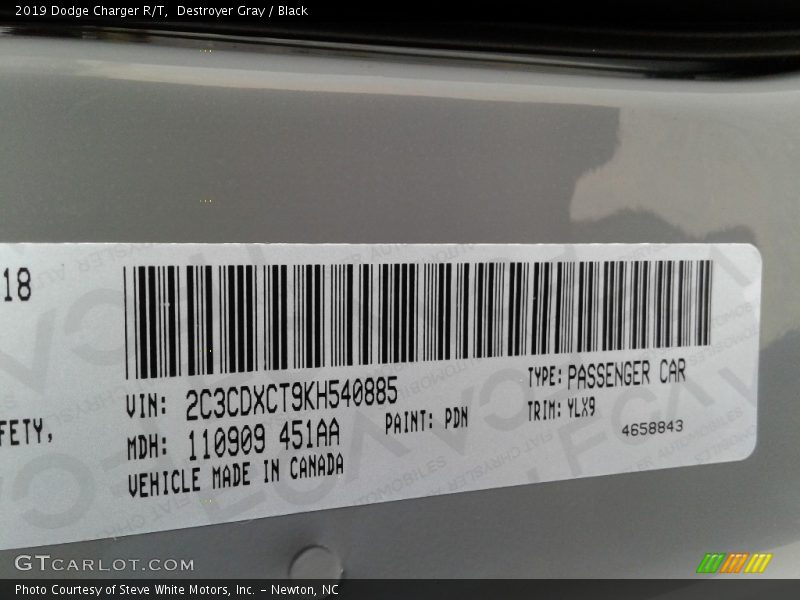 2019 Dodge Charger R/T, Destroyer Gray / Black
18
FETY,
VIN: 2C3CDXCT9KH540885
TYPE: PASSENGER CAR
MDH: 110909 451AA
PAINT: PDN
TRIM: YLX9
VEHICLE MADE IN CANADA
4658843
GTCARLOT.COM
Photo Courtesy of Steve White Motors, Inc. – Newton, NC